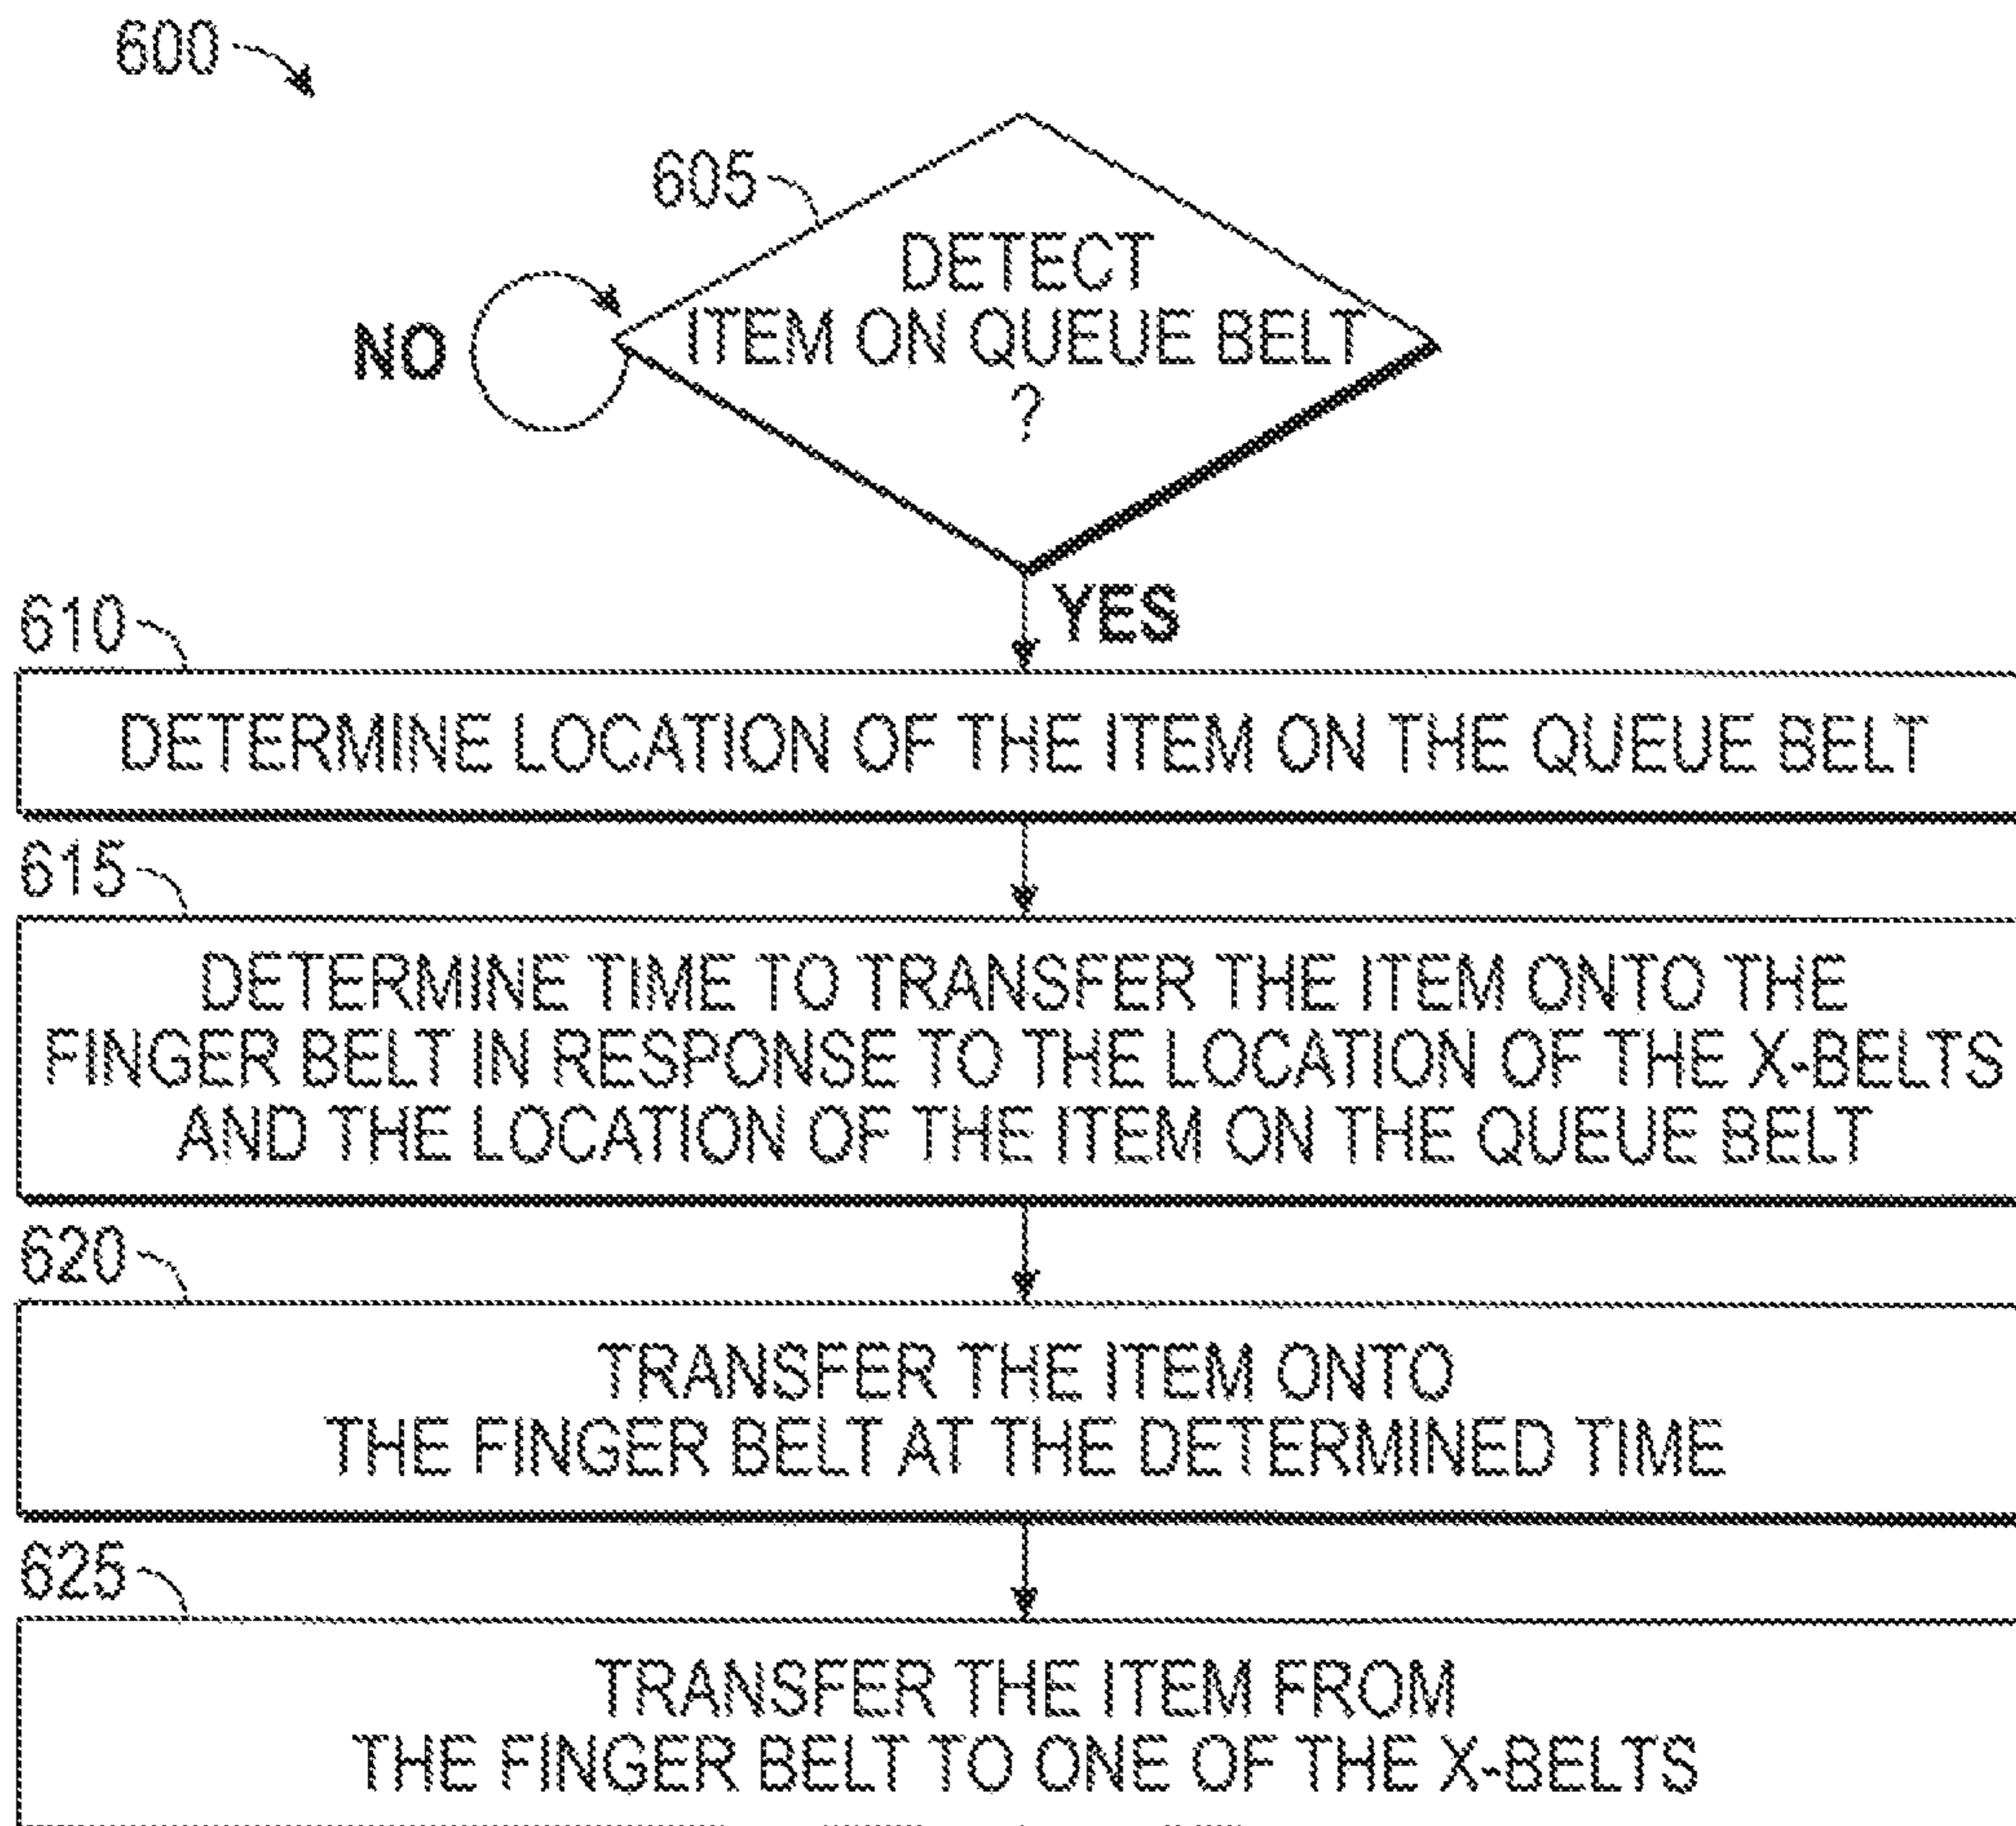 600
605
DETECT
ITEM ON QUEUE BELT
?
NO
YES
610
DETERMINE LOCATION OF THE ITEM ON THE QUEUE BELT
615
DETERMINE TIME TO TRANSFER THE ITEM ONTO THE
FINGER BELT IN RESPONSE TO THE LOCATION OF THE X-BELTS
AND THE LOCATION OF THE ITEM ON THE QUEUE BELT
620
TRANSFER THE ITEM ONTO
THE FINGER BELT AT THE DETERMINED TIME
625
TRANSFER THE ITEM FROM
THE FINGER BELT TO ONE OF THE X-BELTS